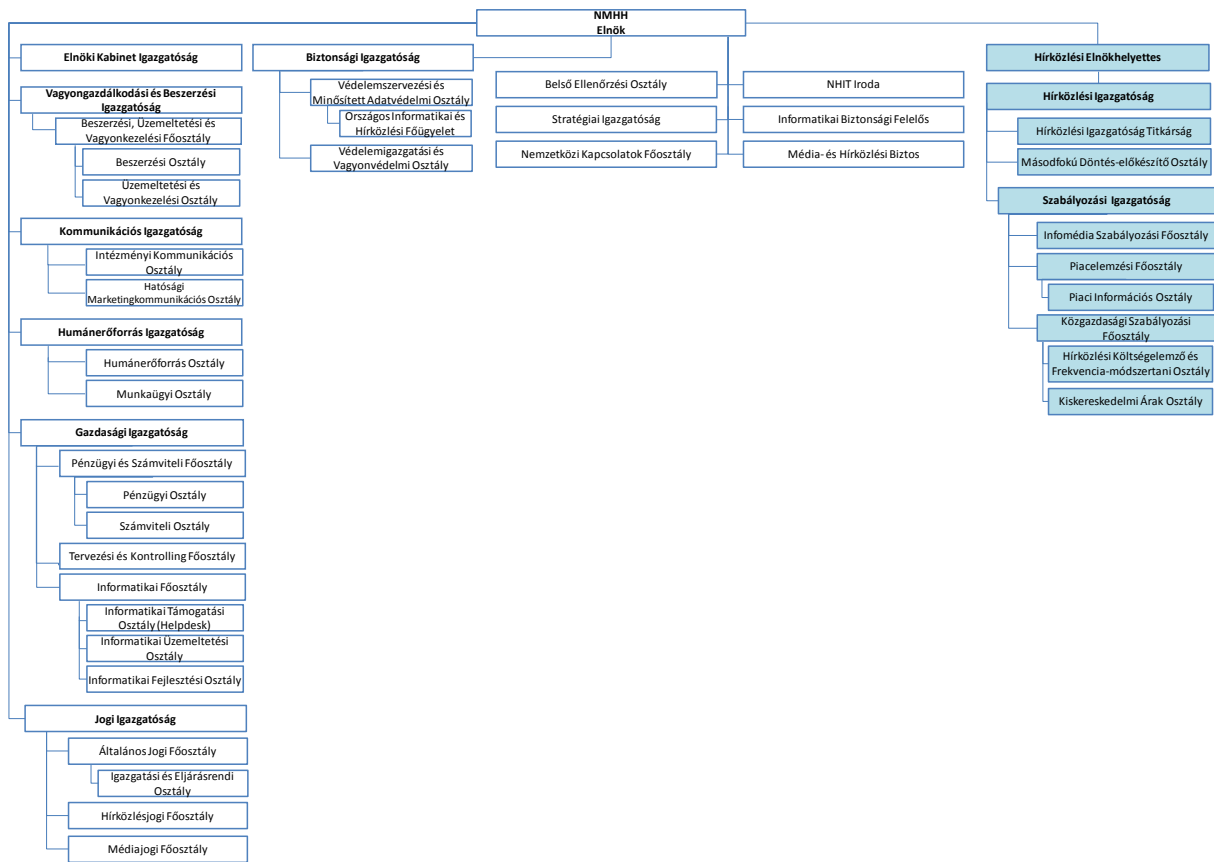 NMHH
Elnök
Elnöki Kabinet Igazgatóság
Vagyongazdálkodási és Beszerzési
Igazgatóság
Beszerzési, Üzemeltetési és
Vagyonkezelési Főosztály
Beszerzési Osztály
Üzemeltetési és
Vagyonkezelési Osztály
Kommunikációs Igazgatóság
Intézményi Kommunikációs
Osztály
Hatósági
Marketingkommunikációs Osztály
Humánerőforrás Igazgatóság
Humánerőforrás Osztály
Munkaügyi Osztály
Gazdasági Igazgatóság
Pénzügyi és Számviteli Főosztály
Pénzügyi Osztály
Számviteli Osztály
Tervezési és Kontrolling Főosztály
Informatikai Főosztály
Informatikai Támogatási
Osztály (Helpdesk)
Informatikai Üzemeltetési
Osztály
Informatikai Fejlesztési Osztály
Jogi Igazgatóság
Általános Jogi Főosztály
Igazgatási és Eljárásrendi
Osztály
Hírközlésjogi Főosztály
Médiajogi Főosztály
Biztonsági Igazgatóság
Védelemszervezési és
Minősített Adatvédelmi Osztály
Országos Informatikai és
Hírközlési Főügyelet
Védelemigazgatási és
Vagyonvédelmi Osztály
Belső Ellenőrzési Osztály
Stratégiai Igazgatóság
Nemzetközi Kapcsolatok Főosztály
NHIT Iroda
Informatikai Biztonsági Felelős
Média- és Hírközlési Biztos
Hírközlési Elnökhelyettes
Hírközlési Igazgatóság
Hírközlési Igazgatóság Titkárság
Másodfokú Döntés-előkészítő Osztály
Szabályozási Igazgatóság
Infomédia Szabályozási Főosztály
Piacelemzési Főosztály
Piaci Információs Osztály
Közgazdasági Szabályozási
Főosztály
Hírközlési Költségelemző és
Frekvencia-módszertani Osztály
Kiskereskedelmi Árak Osztály